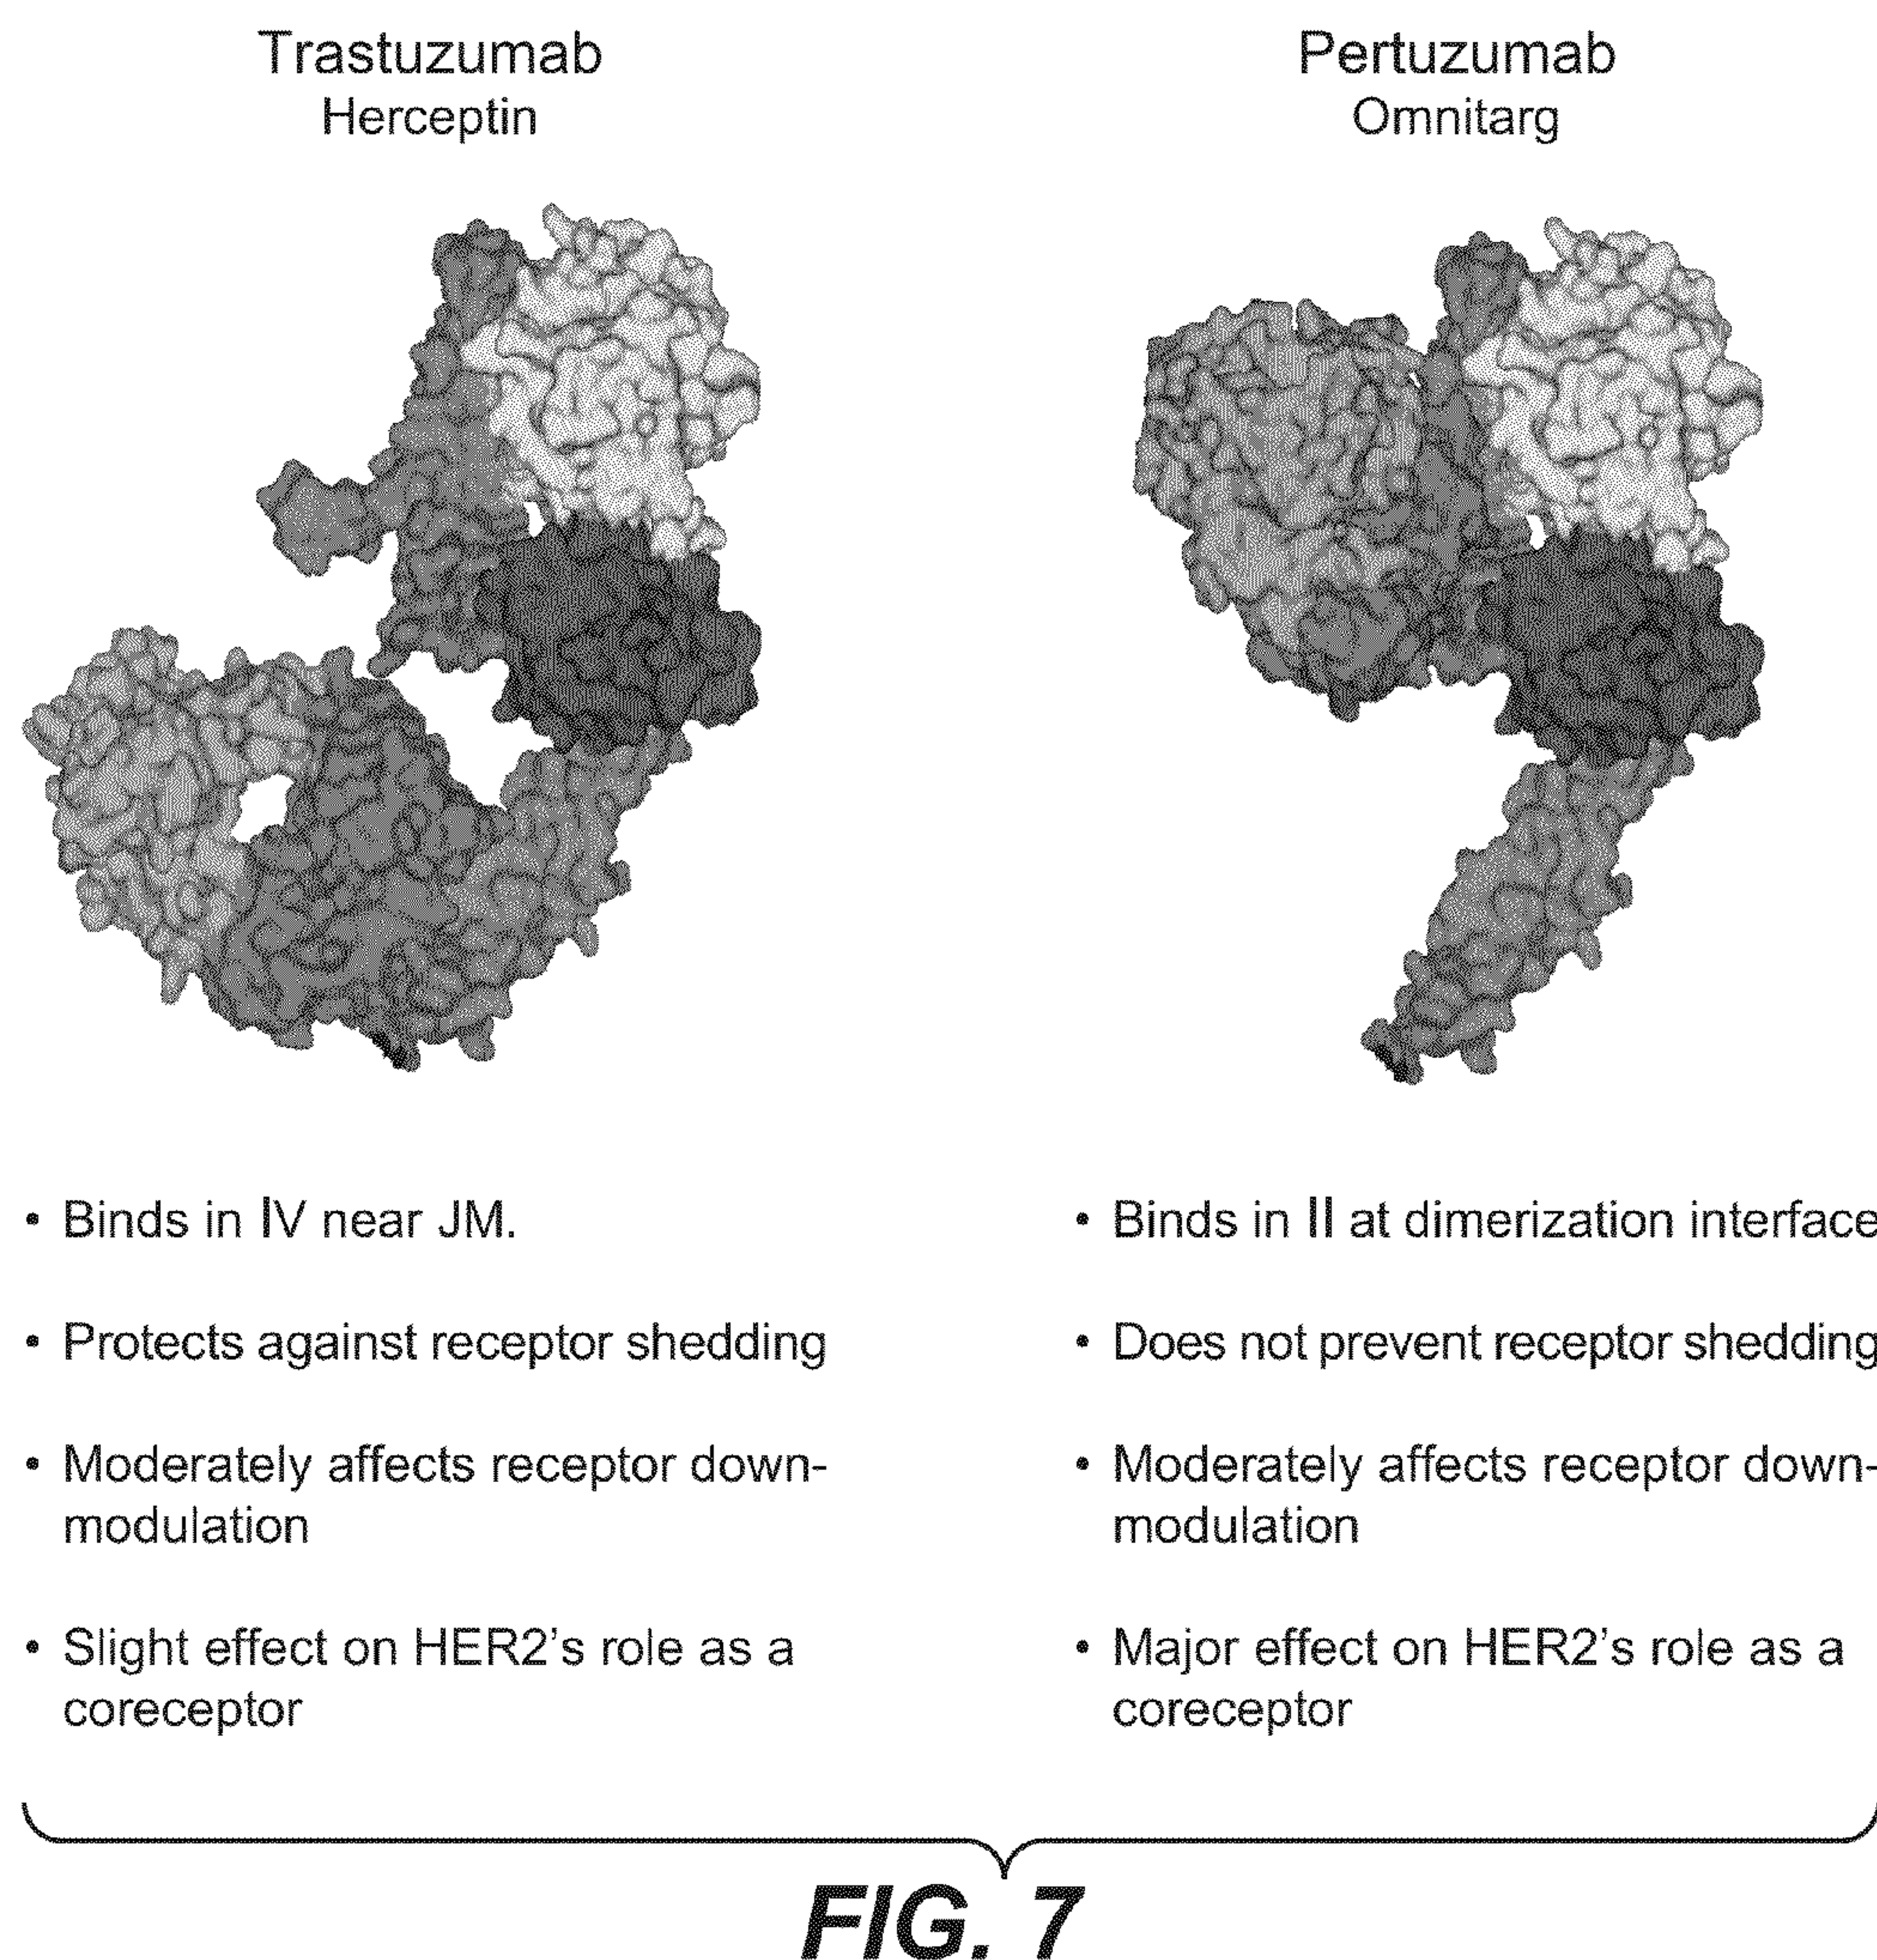 Trastuzumab
Herceptin
• Binds in IV near JM.
• Protects against receptor shedding
• Moderately affects receptor down-
modulation
• Slight effect on HER2’s role as a
coreceptor
Pertuzumab
Omnitarg
• Binds in II at dimerization interface
• Does not prevent receptor shedding
• Moderately affects receptor down-
modulation
• Major effect on HER2’s role as a
coreceptor
FIG. 7